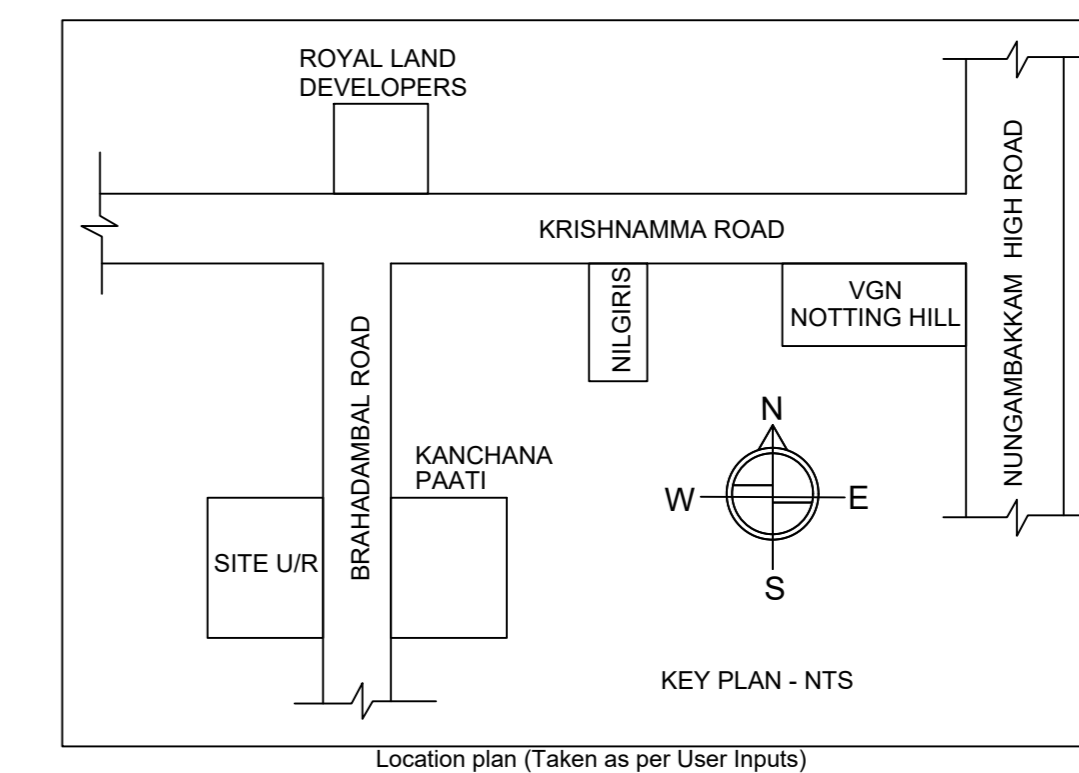 ROYAL LAND
DEVELOPERS
KRISHNAMMA ROAD
NUNGAMBAKKAM HIGH ROAD
NILGIRIS
VGN
NOTTING HILL
BRAHADAMBAL ROAD
KANCHANA
PAATI
SITE U/R
N
W
E
S
KEY PLAN - NTS
Location plan (Taken as per User Inputs)